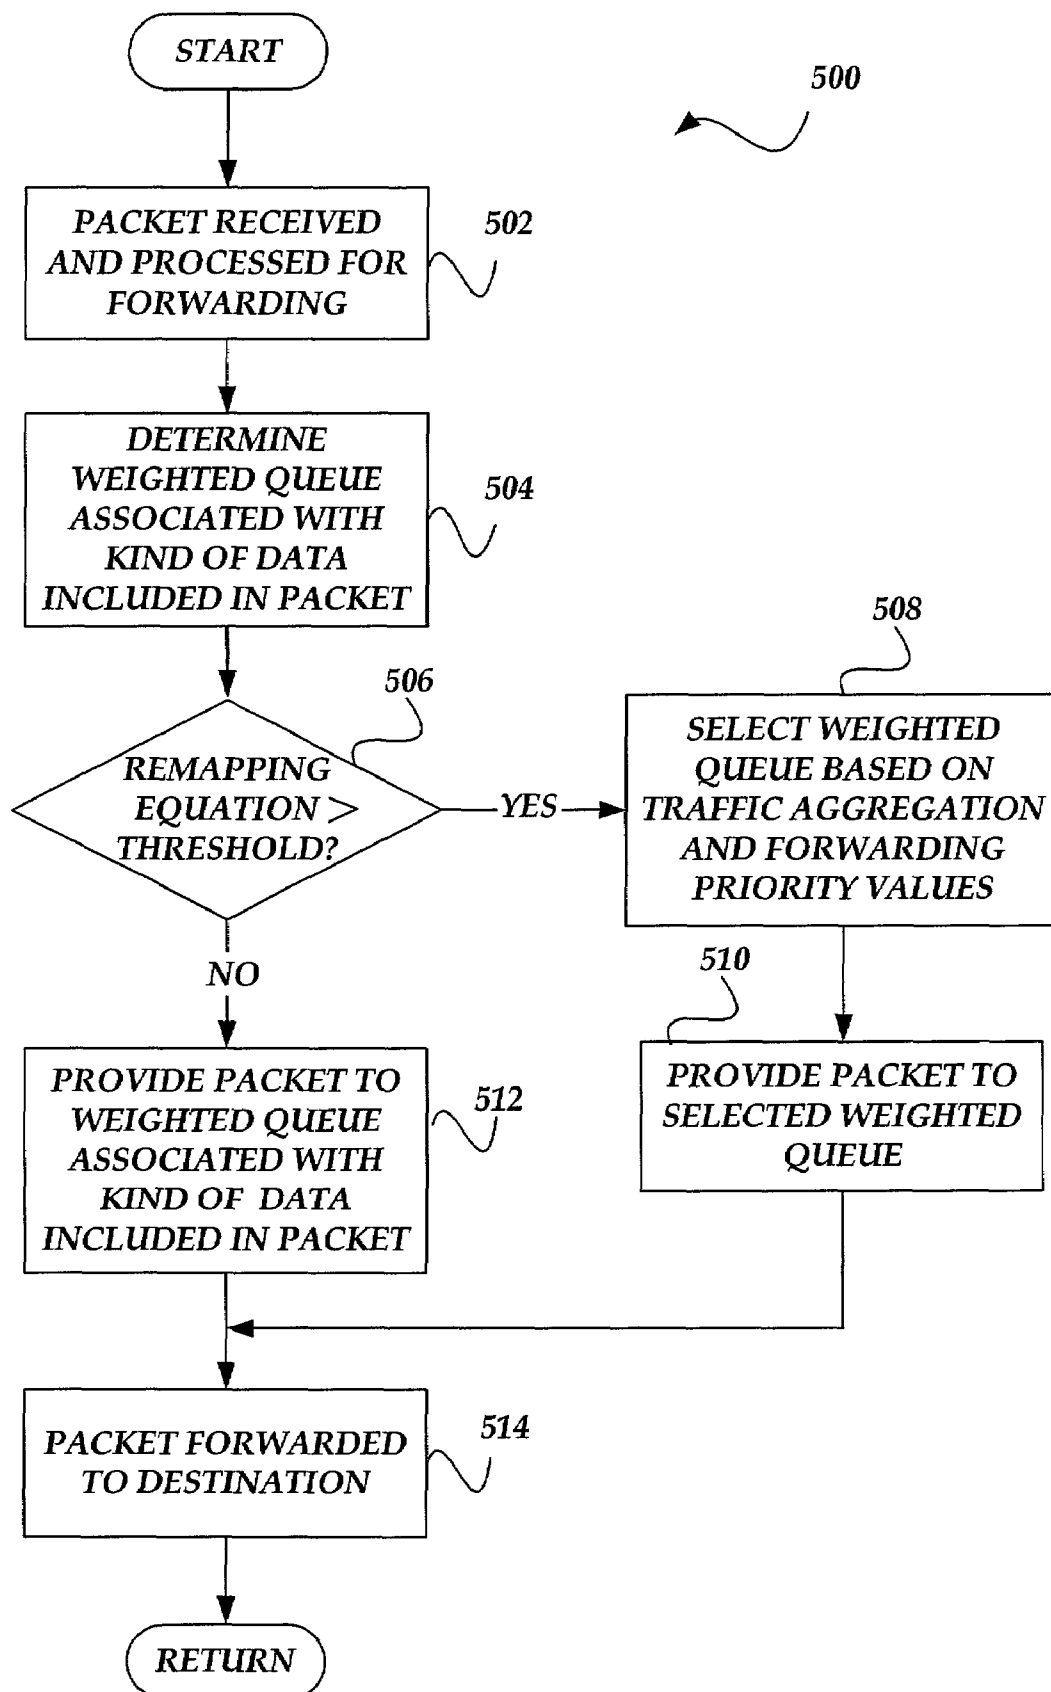 START
500
PACKET RECEIVED
AND PROCESSED FOR
FORWARDING
502
DETERMINE
WEIGHTED QUEUE
ASSOCIATED WITH
KIND OF DATA
INCLUDED IN PACKET
504
506
REMAPPING
EQUATION >
THRESHOLD?
YES
508
SELECT WEIGHTED
QUEUE BASED ON
TRAFFIC AGGREGATION
AND FORWARDING
PRIORITY VALUES
NO
510
PROVIDE PACKET TO
SELECTED WEIGHTED
QUEUE
PROVIDE PACKET TO
WEIGHTED QUEUE
ASSOCIATED WITH
KIND OF DATA
INCLUDED IN PACKET
512
PACKET FORWARDED
TO DESTINATION
514
RETURN